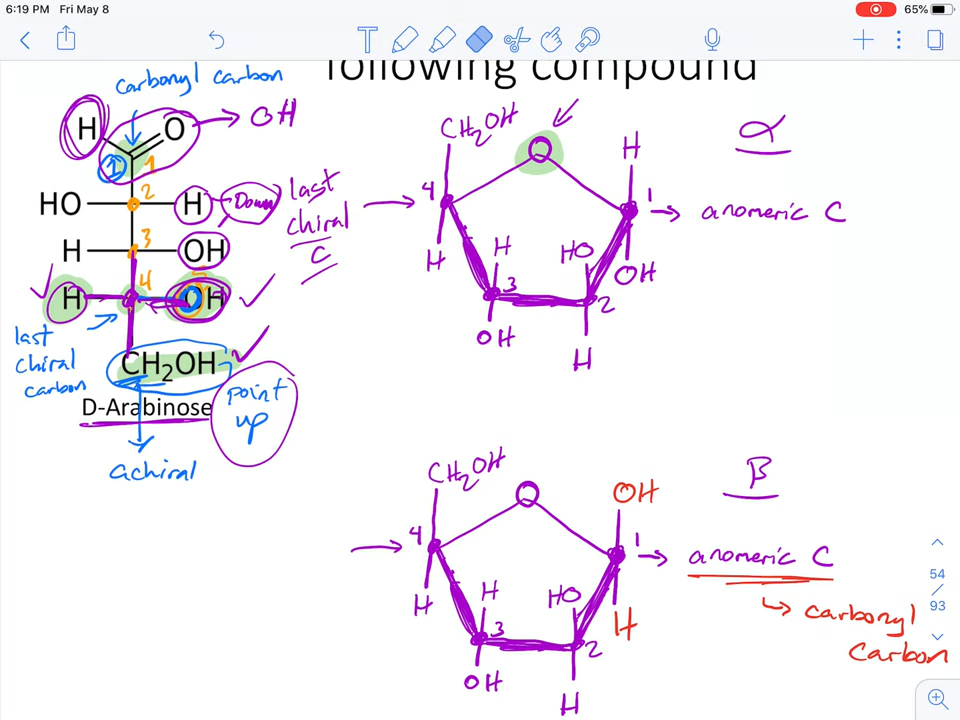 6:19 PM Fri May 8
65%
following compound
carbonyl carbon
H
O
→ OH
1
1
2
HO
H
Down
last
chiral
C
3
H
OH
4
5
H
OH
last
chiral
carbon
CH₂OH
point
up
D-Arabinose
achiral
CH₂OH
O
α
H
4
1
→ anomeric C
H
H
HO
OH
3
2
OH
H
CH₂OH
O
OH
β
4
1
→ anomeric C
H
H
HO
H
3
2
OH
H
↳ carbonyl
carbon
54
/
93